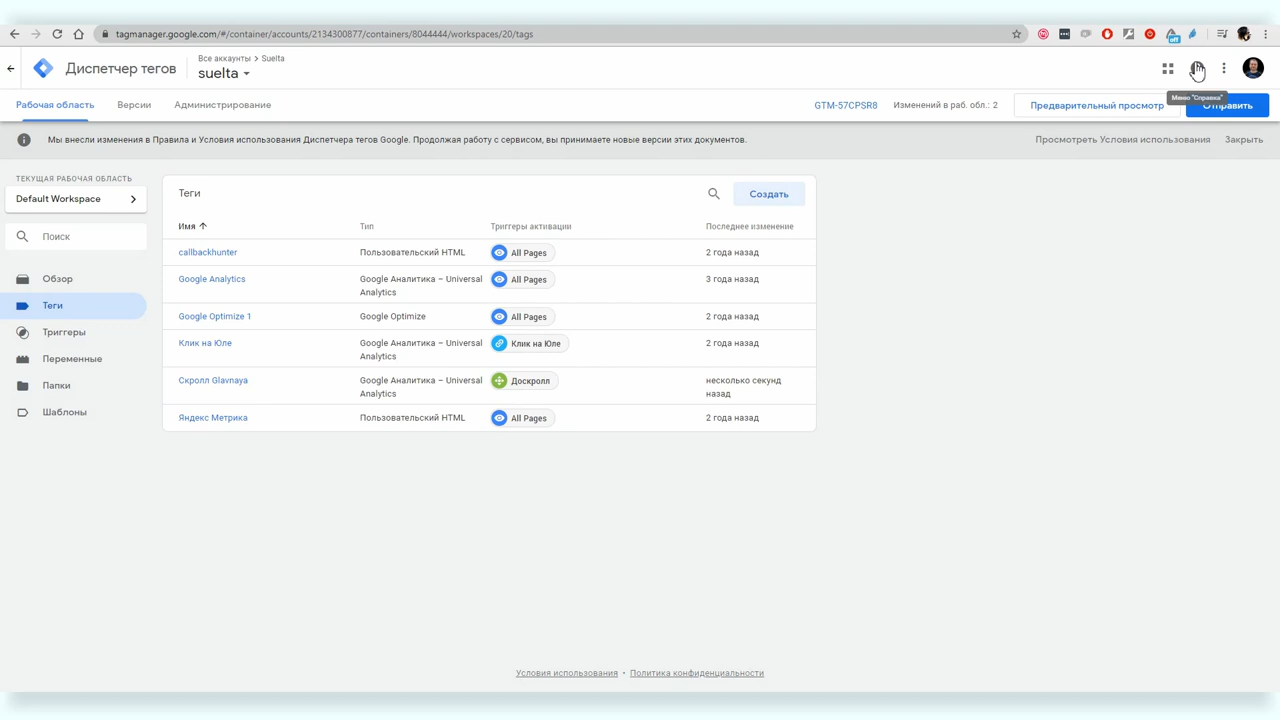 tagmanager.google.com/#/container/accounts/2134300877/containers/8044444/workspaces/20/tags
off
Все аккаунты > Suelta
Диспетчер тегов
suelta
Меню "Справка"
Рабочая область
Версии
Администрирование
GTM-57CPSR8
Изменений в раб. обл.: 2
Предварительный просмотр
Отправить
Мы внесли изменения в Правила и Условия использования Диспетчера тегов Google. Продолжая работу с сервисом, вы принимаете новые версии этих документов.
Просмотреть Условия использования
Закрыть
ТЕКУЩАЯ РАБОЧАЯ ОБЛАСТЬ
Default Workspace
Поиск
Обзор
Теги
Триггеры
Переменные
Папки
Шаблоны
Теги
Создать
Имя Тип Триггеры активации Последнее изменение
callbackhunter Пользовательский HTML All Pages 2 года назад
Google Analytics Google Аналитика – Universal All Pages 3 года назад
Analytics
Google Optimize 1 Google Optimize All Pages 2 года назад
Клик на Юле Google Аналитика – Universal Клик на Юле 2 года назад
Analytics
Скролл Glavnaya Google Аналитика – Universal Доскролл несколько секунд
Analytics назад
Яндекс Метрика Пользовательский HTML All Pages 2 года назад
Условия использования • Политика конфиденциальности